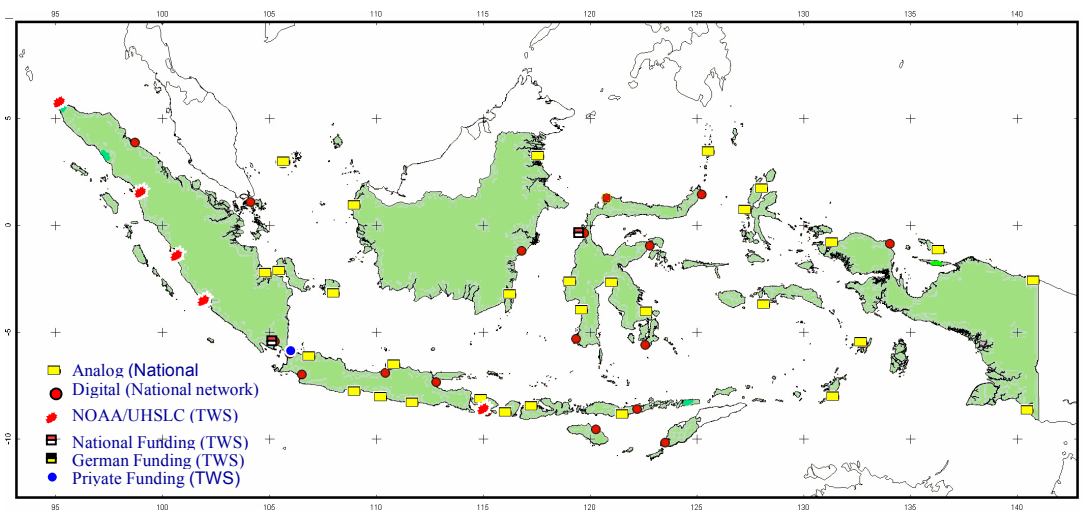 95 100 105 110 115 120 125 130 135 140
5
0
-5
-10
Analog (National
Digital (National network)
NOAA/UHSLC (TWS)
National Funding (TWS)
German Funding (TWS)
Private Funding (TWS)
95 100 105 110 115 120 125 130 135 140